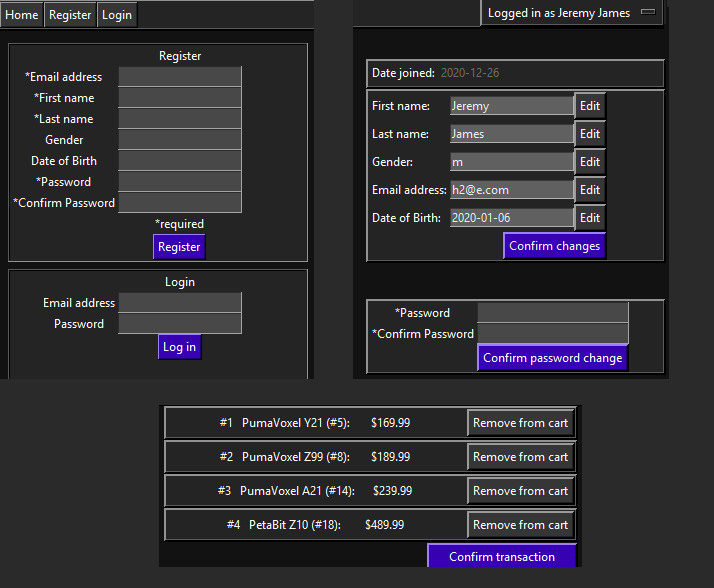 Home Register Login
Register
*Email address
*First name
*Last name
Gender
Date of Birth
*Password
*Confirm Password
*required
Register
Login
Email address
Password
Log in
Logged in as Jeremy James
Date joined: 2020-12-26
First name: Jeremy Edit
Last name: James Edit
Gender: m Edit
Email address: h2@e.com Edit
Date of Birth: 2020-01-06 Edit
Confirm changes
*Password
*Confirm Password
Confirm password change
#1 PumaVoxel Y21 (#5): $169.99 Remove from cart
#2 PumaVoxel Z99 (#8): $189.99 Remove from cart
#3 PumaVoxel A21 (#14): $239.99 Remove from cart
#4 PetaBit Z10 (#18): $489.99 Remove from cart
Confirm transaction